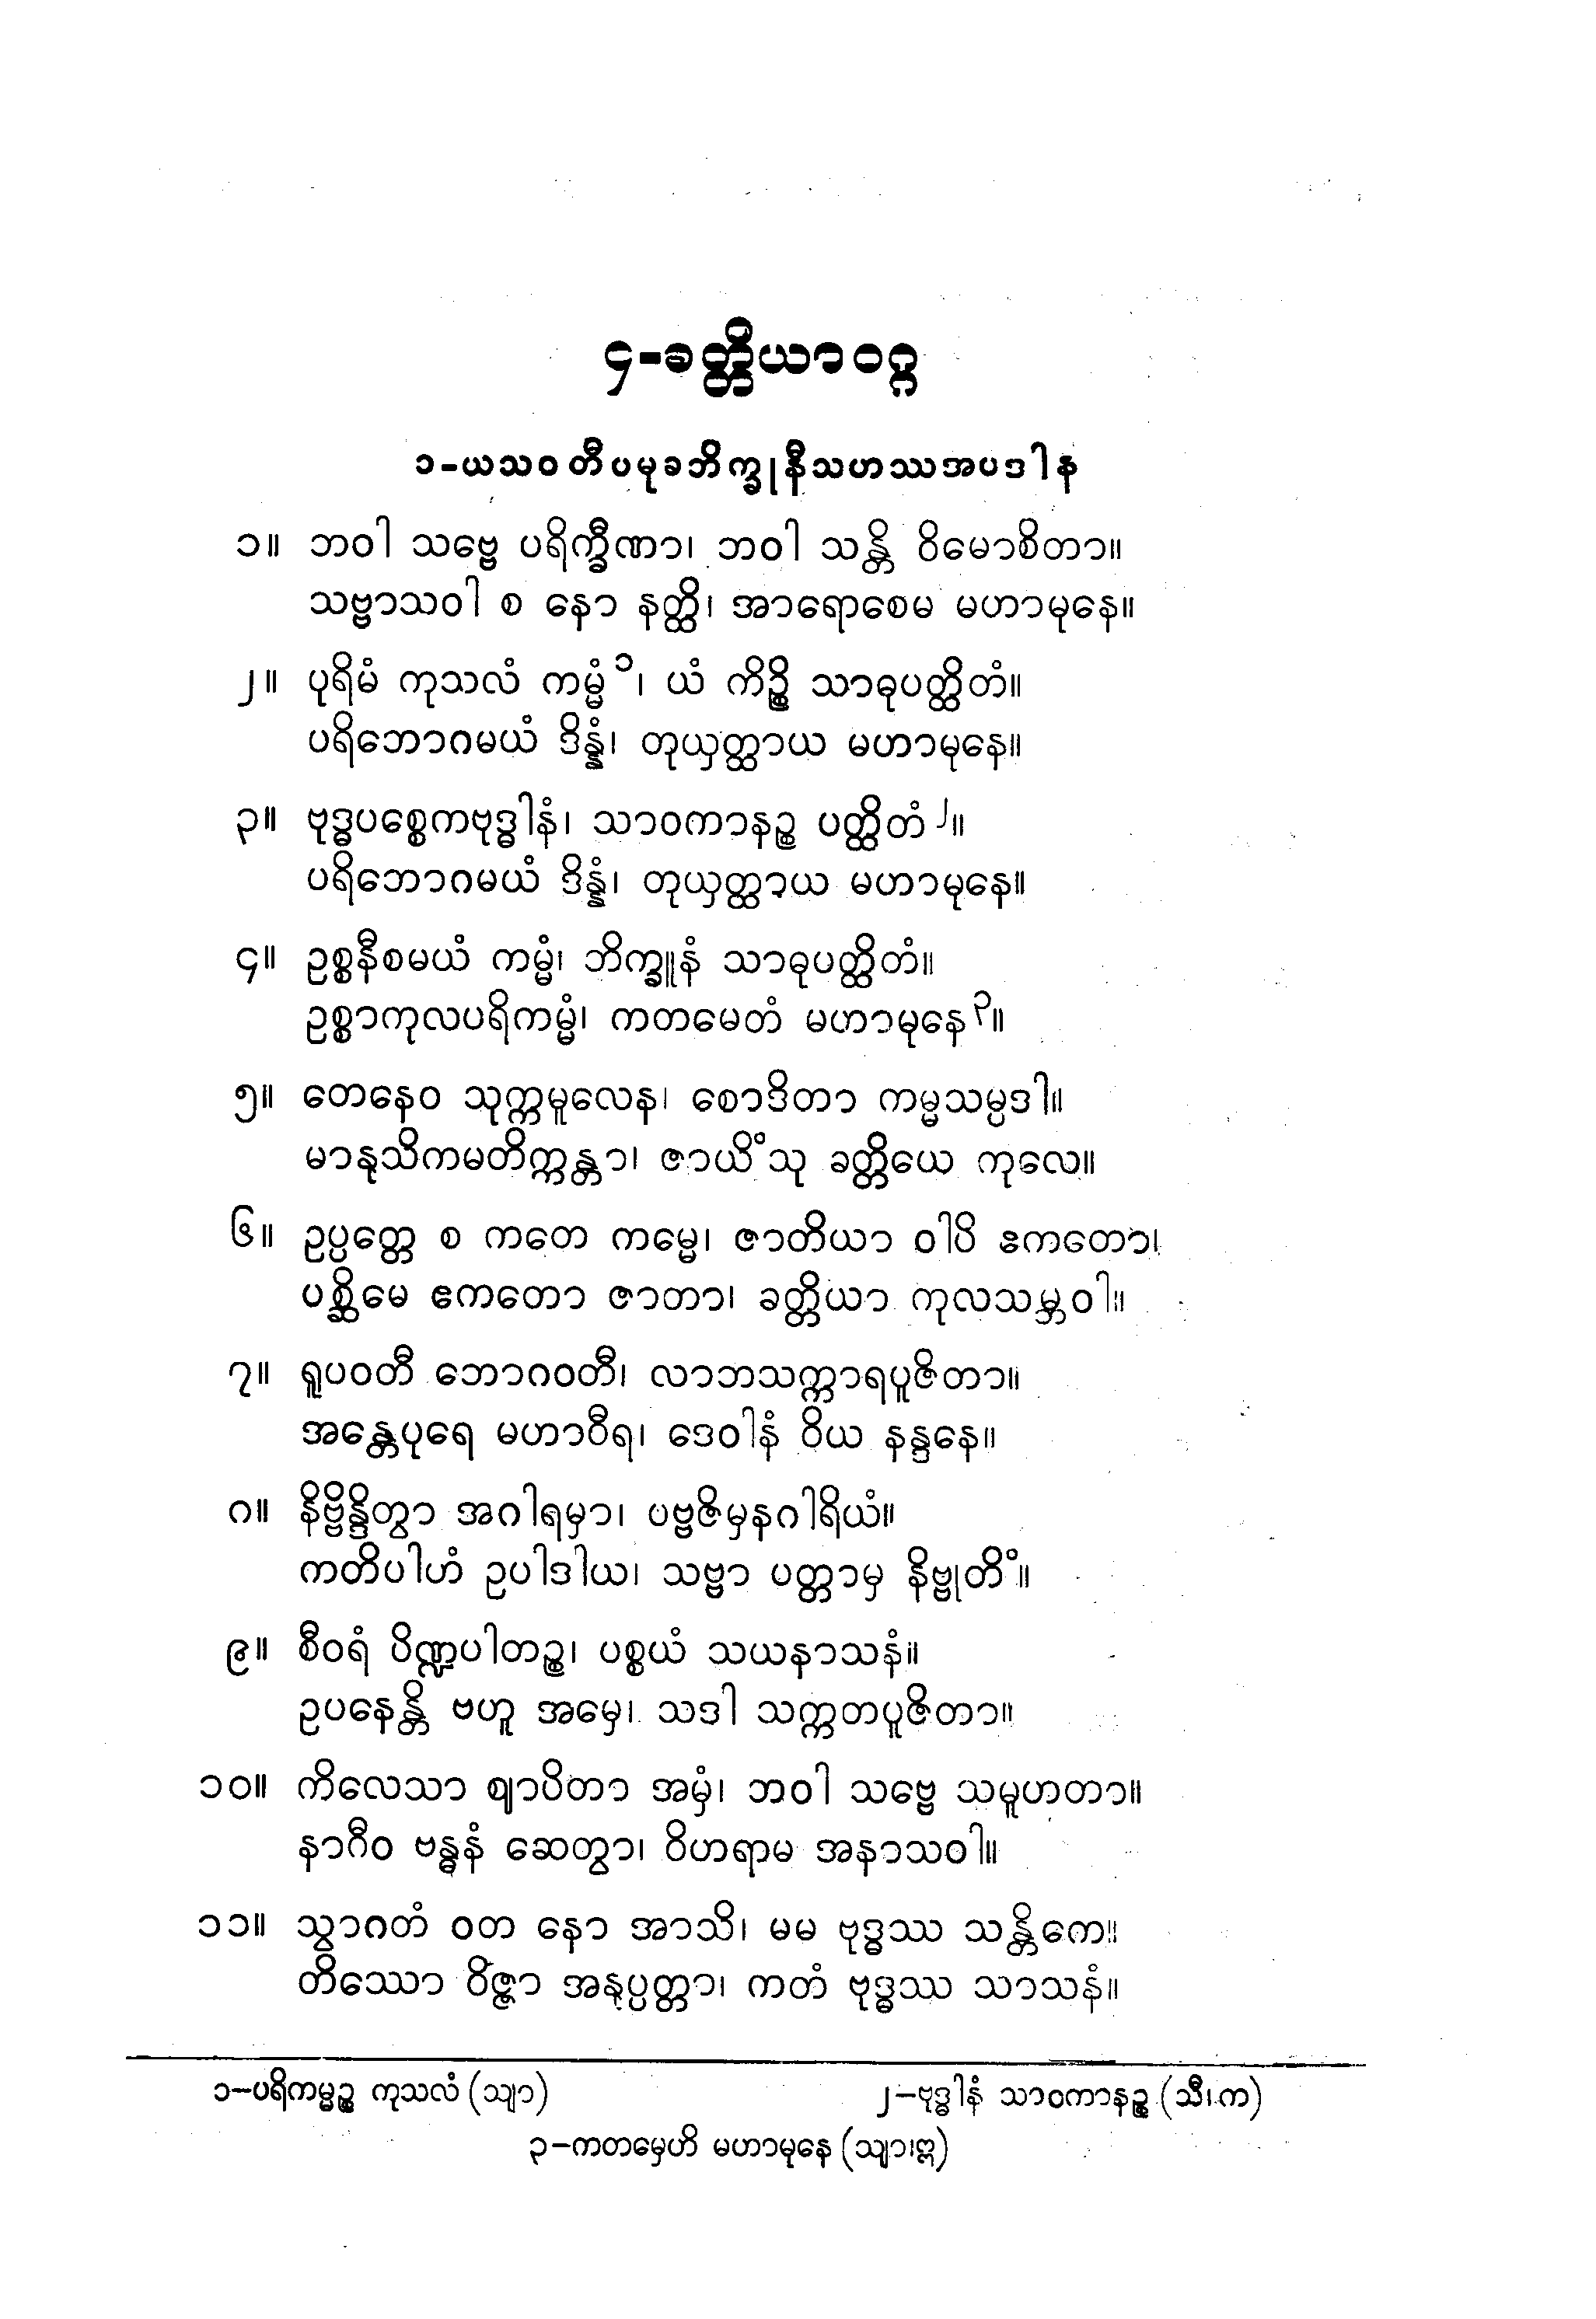 ၄-ခတ္တိယာဝဂ္ဂ
၁-ယသဝတီပမုခဘိက္ခုနီသဟဿအပဒါန
၁။ ဘဝါ သဗ္ဗေ ပရိက္ခီဏာ၊ ဘဝါ သန္တိ ဝိမောစိတာ။
သဗ္ဗာသဝါ စ နော နတ္ထိ၊ အာရောစေမ မဟာမုနေ။
၂။ ပုရိမံ ကုသလံ ကမ္မံ ၁၊ ယံ ကိဉ္စိ သာဓုပတ္ထိတံ။
ပရိဘောဂမယံ ဒိန္နံ၊ တုယှတ္ထာယ မဟာမုနေ။
၃။ ဗုဒ္ဓပစ္စေကဗုဒ္ဓါနံ၊ သာဝကာနဉ္စ ပတ္ထိတံ ၂။
ပရိဘောဂမယံ ဒိန္နံ၊ တုယှတ္ထာယ မဟာမုနေ။
၄။ ဥစ္စနီစမယံ ကမ္မံ၊ ဘိက္ခူနံ သာဓုပတ္ထိတံ။
ဥစ္စာကုလပရိကမ္မံ၊ ကတမေတံ မဟာမုနေ ၃။
၅။ တေနေဝ သုက္ကမူလေန၊ စောဒိတာ ကမ္မသမ္ပဒါ။
မာနုသိကမတိက္ကန္တာ၊ ဇာယိံသု ခတ္တိယေ ကုလေ။
၆။ ဥပ္ပတ္တေ စ ကတေ ကမ္မေ၊ ဇာတိယာ ဝါပိ ဧကတော၊
ပစ္ဆိမေ ဧကတော ဇာတာ၊ ခတ္တိယာ ကုလသမ္ဘဝါ။
၇။ ရူပဝတီ ဘောဂဝတီ၊ လာဘသက္ကာရပူဇိတာ။
အန္တေပုရေ မဟာဝီရ၊ ဒေဝါနံ ဝိယ နန္ဒနေ။
၈။ နိဗ္ဗိန္ဒိတွာ အဂါရမှာ၊ ပဗ္ဗဇိမှနဂါရိယံ။
ကတိပါဟံ ဥပါဒါယ၊ သဗ္ဗာ ပတ္တာမှ နိဗ္ဗုတိံ။
၉။ စီဝရံ ပိဏ္ဍပါတဉ္စ၊ ပစ္စယံ သယနာသနံ။
ဥပနေန္တိ ဗဟူ အမှေ၊ သဒါ သက္ကတပူဇိတာ။
၁၀။ ကိလေသာ ဈာပိတာ အမှံ၊ ဘဝါ သဗ္ဗေ သမူဟတာ။
နာဂီဝ ဗန္ဓနံ ဆေတွာ၊ ဝိဟရာမ အနာသဝါ။
၁၁။ သွာဂတံ ဝတ နော အာသိ၊ မမ ဗုဒ္ဓဿ သန္တိကေ။
တိဿော ဝိဇ္ဇာ အနုပ္ပတ္တာ၊ ကတံ ဗုဒ္ဓဿ သာသနံ။
၁-ပရိကမ္မဉ္စ ကုသလံ (သျာ) ၂-ဗုဒ္ဓါနံ သာဝကာနဉ္စ (သီ၊က)
၃-ကတမှေဟိ မဟာမုနေ (သျာ၊ဣ)